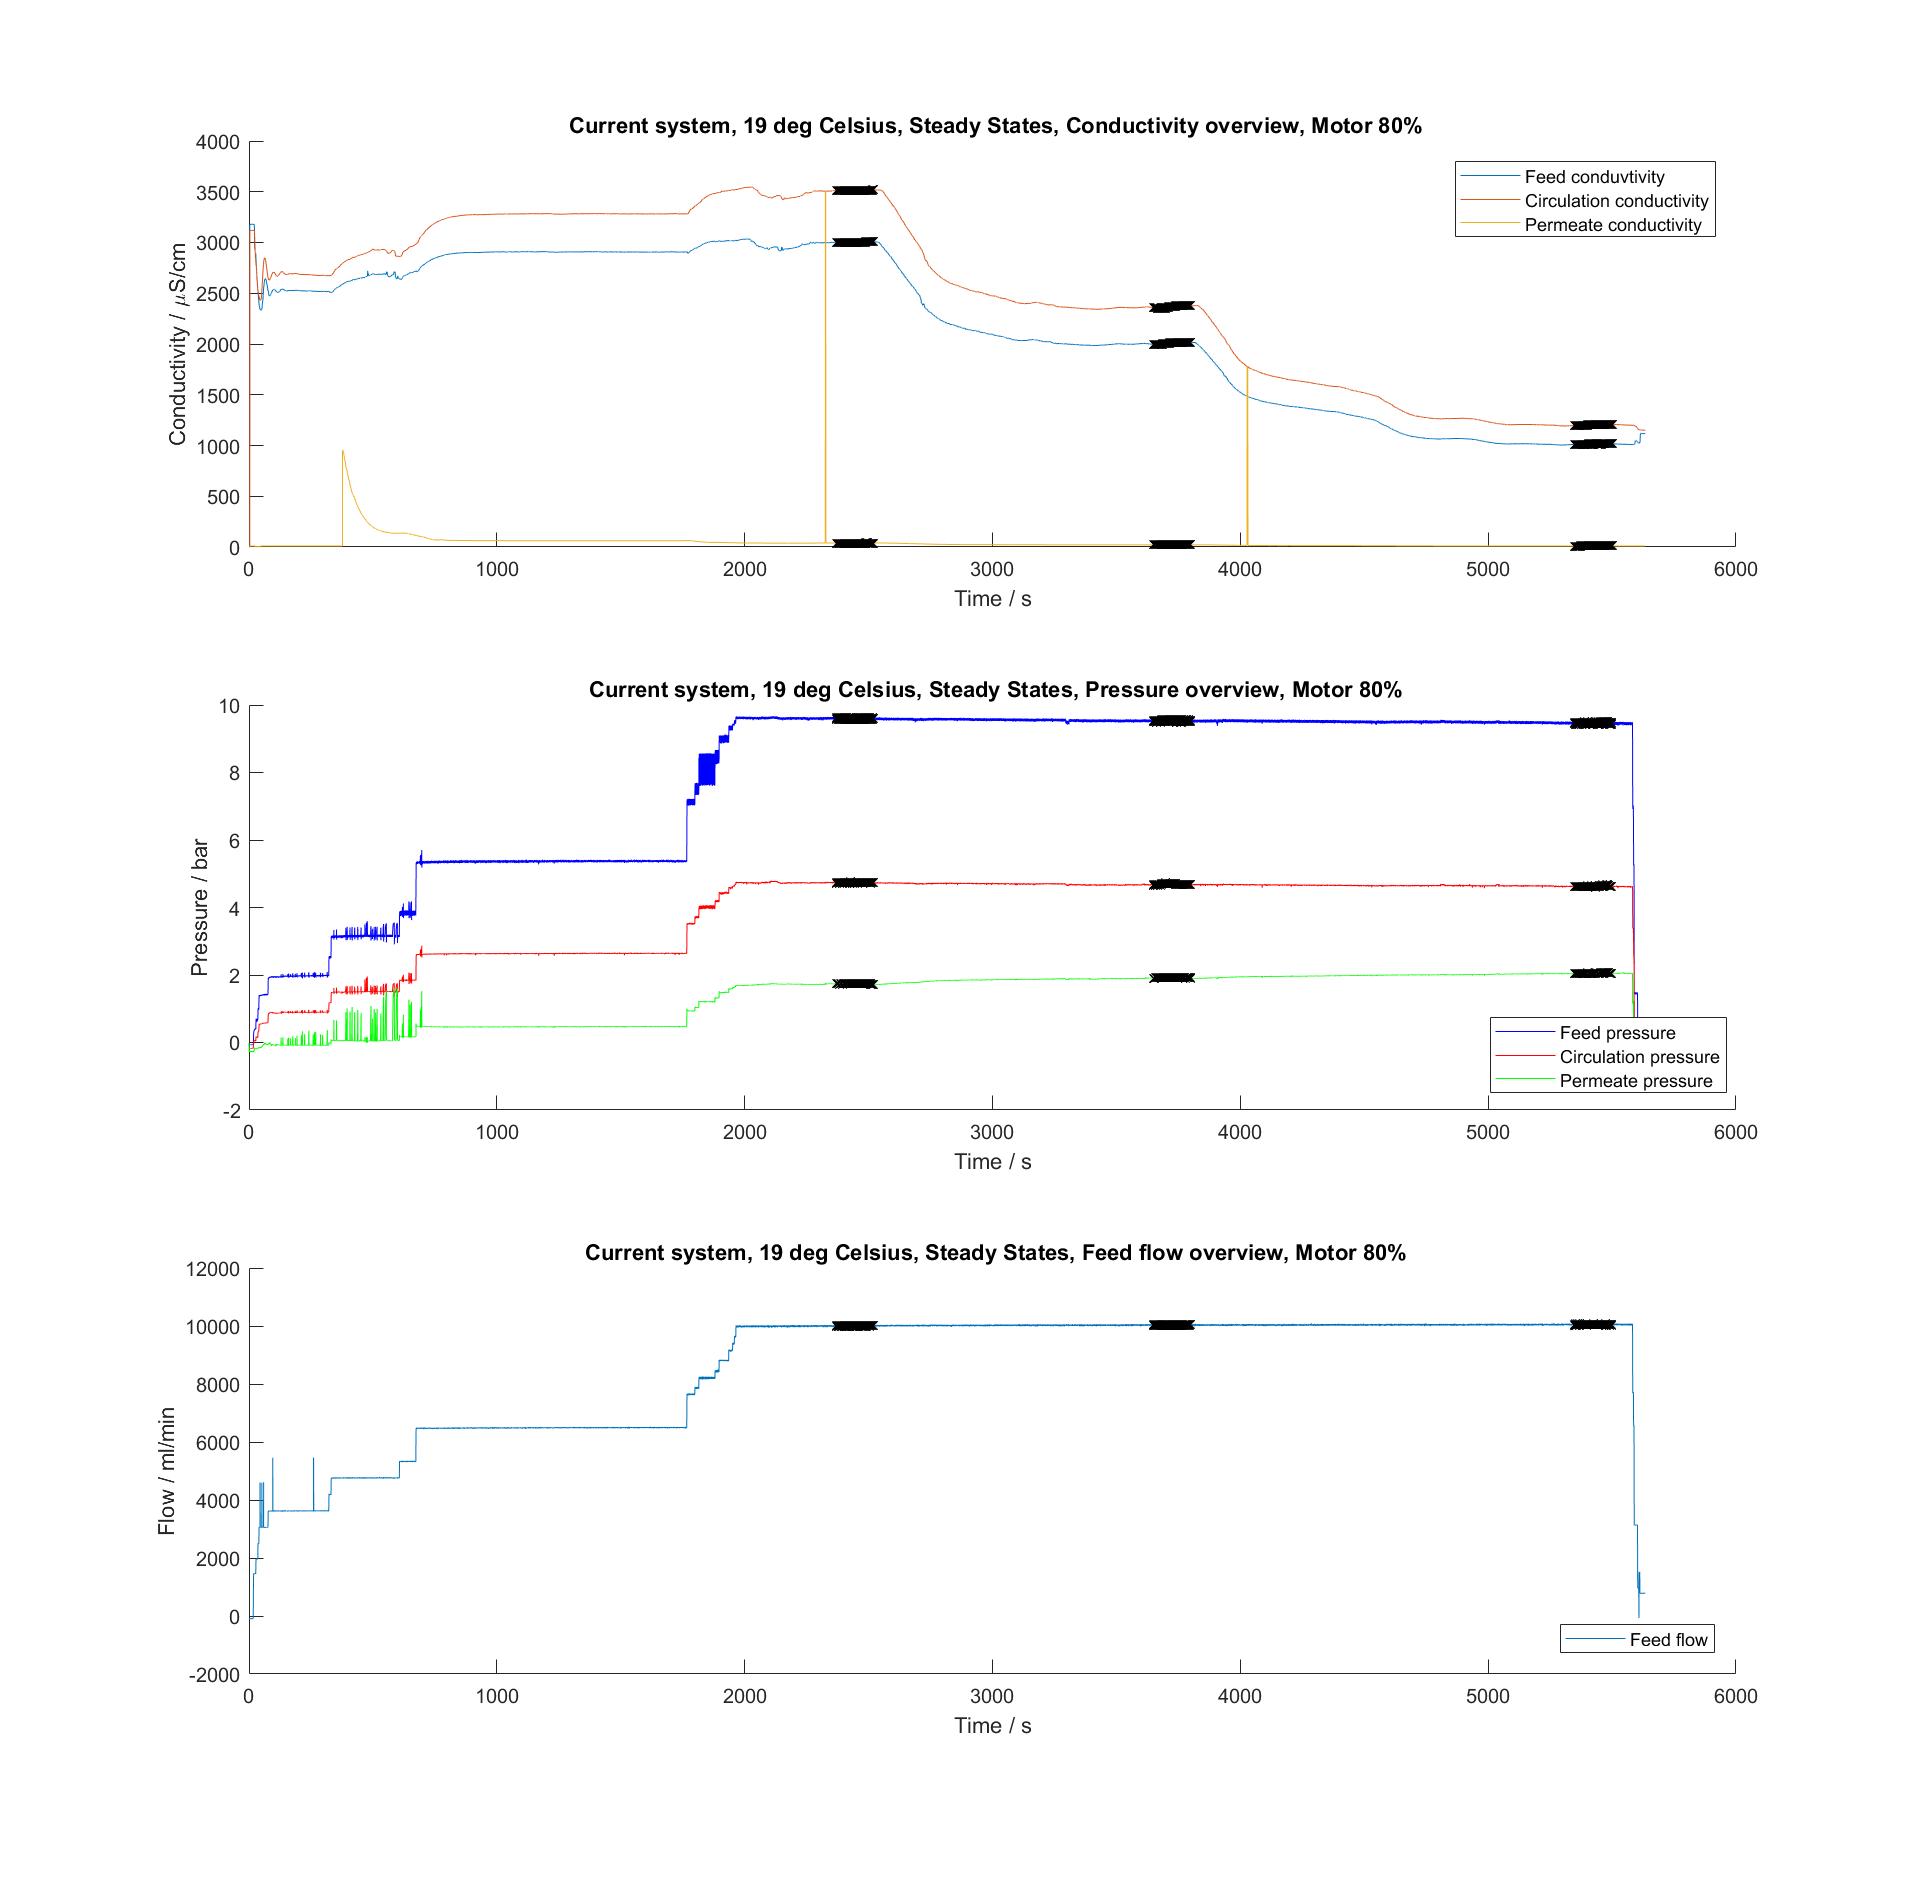 Current system, 19 deg Celsius, Steady States, Conductivity overview, Motor 80%
4000
3500
3000
2500
2000
1500
1000
500
0
Conductivity / μS/cm
Feed conduvtivity
Circulation conductivity
Permeate conductivity
0 1000 2000 3000 4000 5000 6000
Time / s
Current system, 19 deg Celsius, Steady States, Pressure overview, Motor 80%
10
8
6
4
2
0
-2
Pressure / bar
Feed pressure
Circulation pressure
Permeate pressure
0 1000 2000 3000 4000 5000 6000
Time / s
Current system, 19 deg Celsius, Steady States, Feed flow overview, Motor 80%
12000
10000
8000
6000
4000
2000
0
-2000
Flow / ml/min
Feed flow
0 1000 2000 3000 4000 5000 6000
Time / s